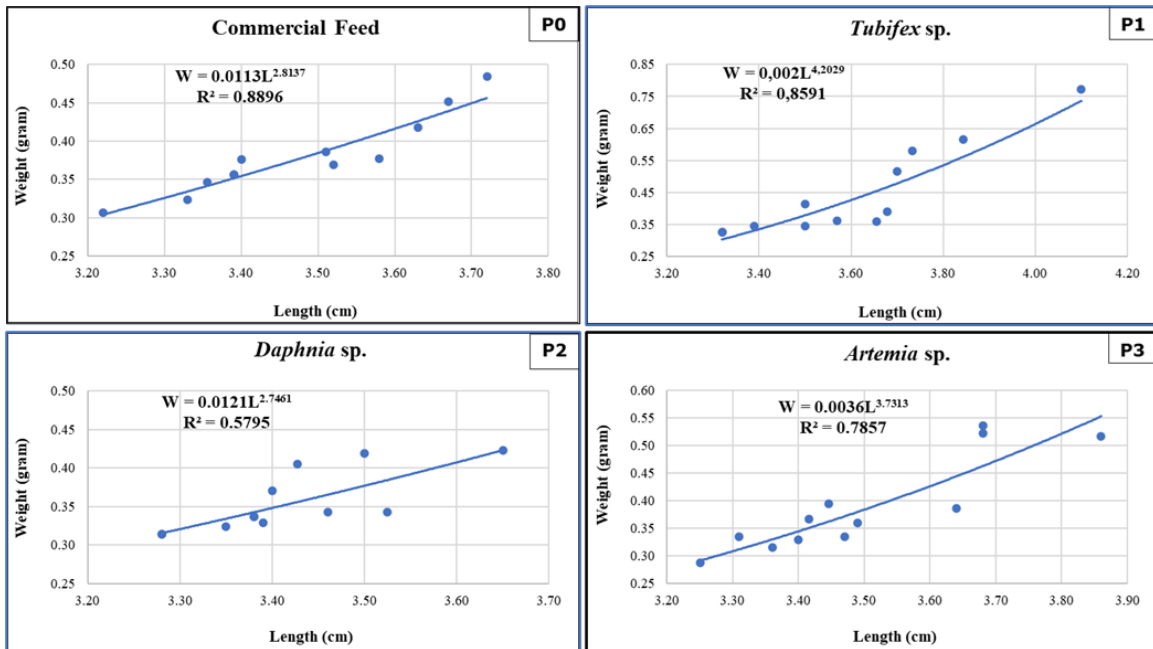 Commercial Feed
P0
W = 0.0113L^2.8137
R² = 0.8896
Weight (gram)
0.50
0.45
0.40
0.35
0.30
0.25
3.20 3.30 3.40 3.50 3.60 3.70 3.80
Length (cm)
Tubifex sp.
P1
W = 0,002L^4,2029
R² = 0,8591
Weight (gram)
0.85
0.75
0.65
0.55
0.45
0.35
0.25
3.20 3.40 3.60 3.80 4.00 4.20
Length (cm)
Daphnia sp.
P2
W = 0.0121L^2.7461
R² = 0.5795
Weight (gram)
0.50
0.45
0.40
0.35
0.30
0.25
3.20 3.30 3.40 3.50 3.60 3.70
Length (cm)
Artemia sp.
P3
W = 0.0036L^3.7313
R² = 0.7857
Weight (gram)
0.60
0.55
0.50
0.45
0.40
0.35
0.30
0.25
3.20 3.30 3.40 3.50 3.60 3.70 3.80 3.90
Length (cm)